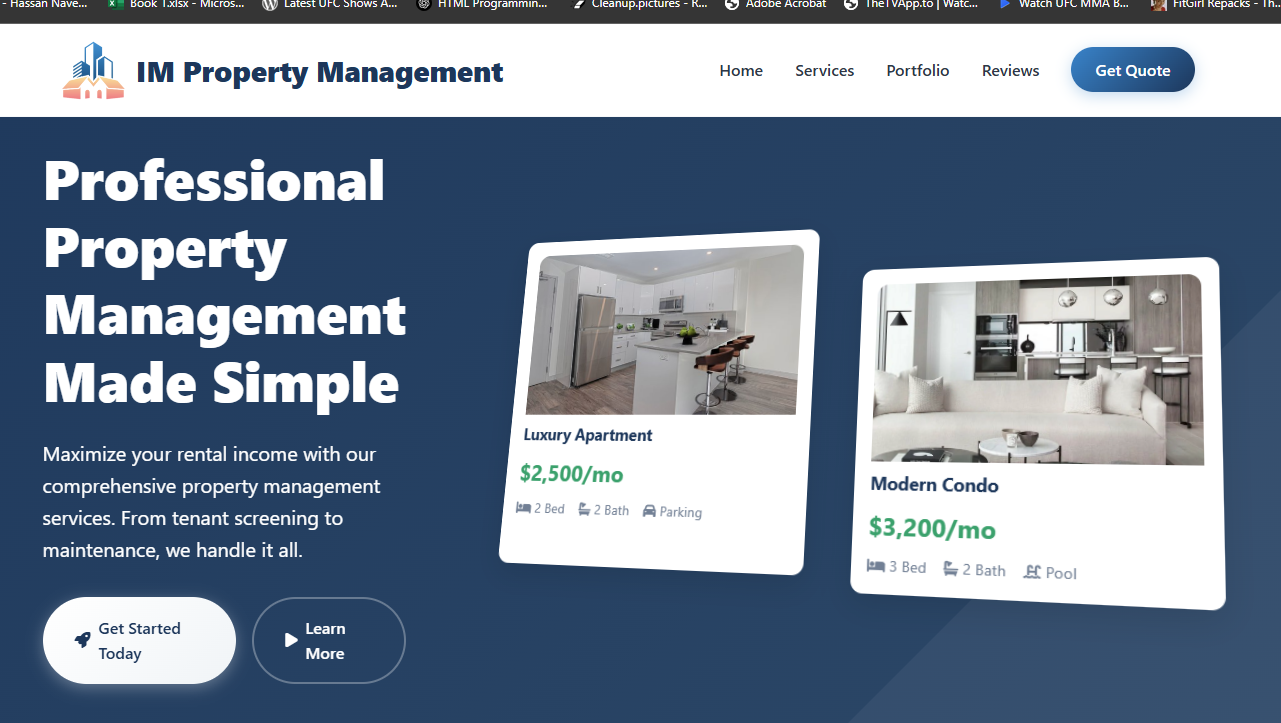 - Hassan Nave...
Book 1.xlsx - Micros...
Latest UFC Shows A...
HTML Programmin...
Cleanup.pictures - R...
Adobe Acrobat
TheTVApp.to | Watc...
Watch UFC MMA B...
FitGirl Repacks - Th...
IM Property Management
Home
Services
Portfolio
Reviews
Get Quote
Professional
Property
Management
Made Simple
Maximize your rental income with our
comprehensive property management
services. From tenant screening to
maintenance, we handle it all.
Get Started
Today
Learn
More
Luxury Apartment
$2,500/mo
2 Bed
2 Bath
Parking
Modern Condo
$3,200/mo
3 Bed
2 Bath
Pool